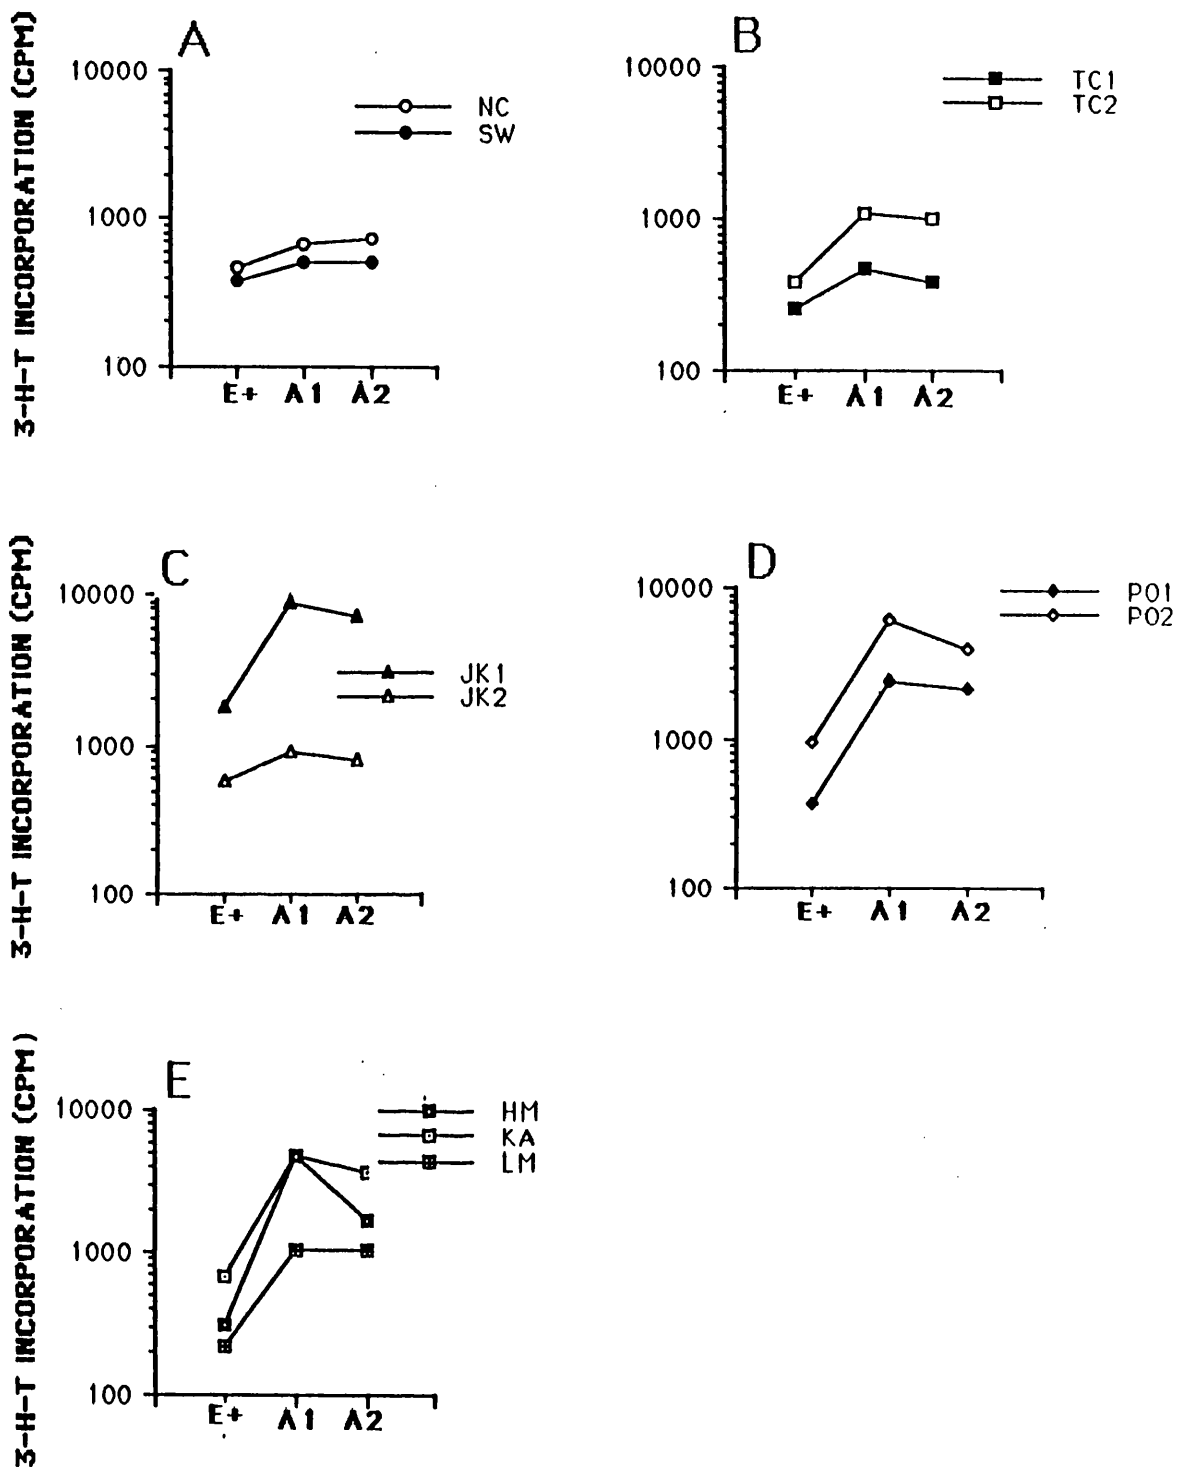 A
3-H-T INCORPORATION (CPM)
10000
1000
100
E+ A1 A2
NC
SW
B
10000
1000
100
E+ A1 A2
TC1
TC2
C
3-H-T INCORPORATION (CPM)
10000
1000
100
E+ A1 A2
JK1
JK2
D
10000
1000
100
E+ A1 A2
PO1
PO2
E
3-H-T INCORPORATION (CPM)
10000
1000
100
E+ A1 A2
HM
KA
LM